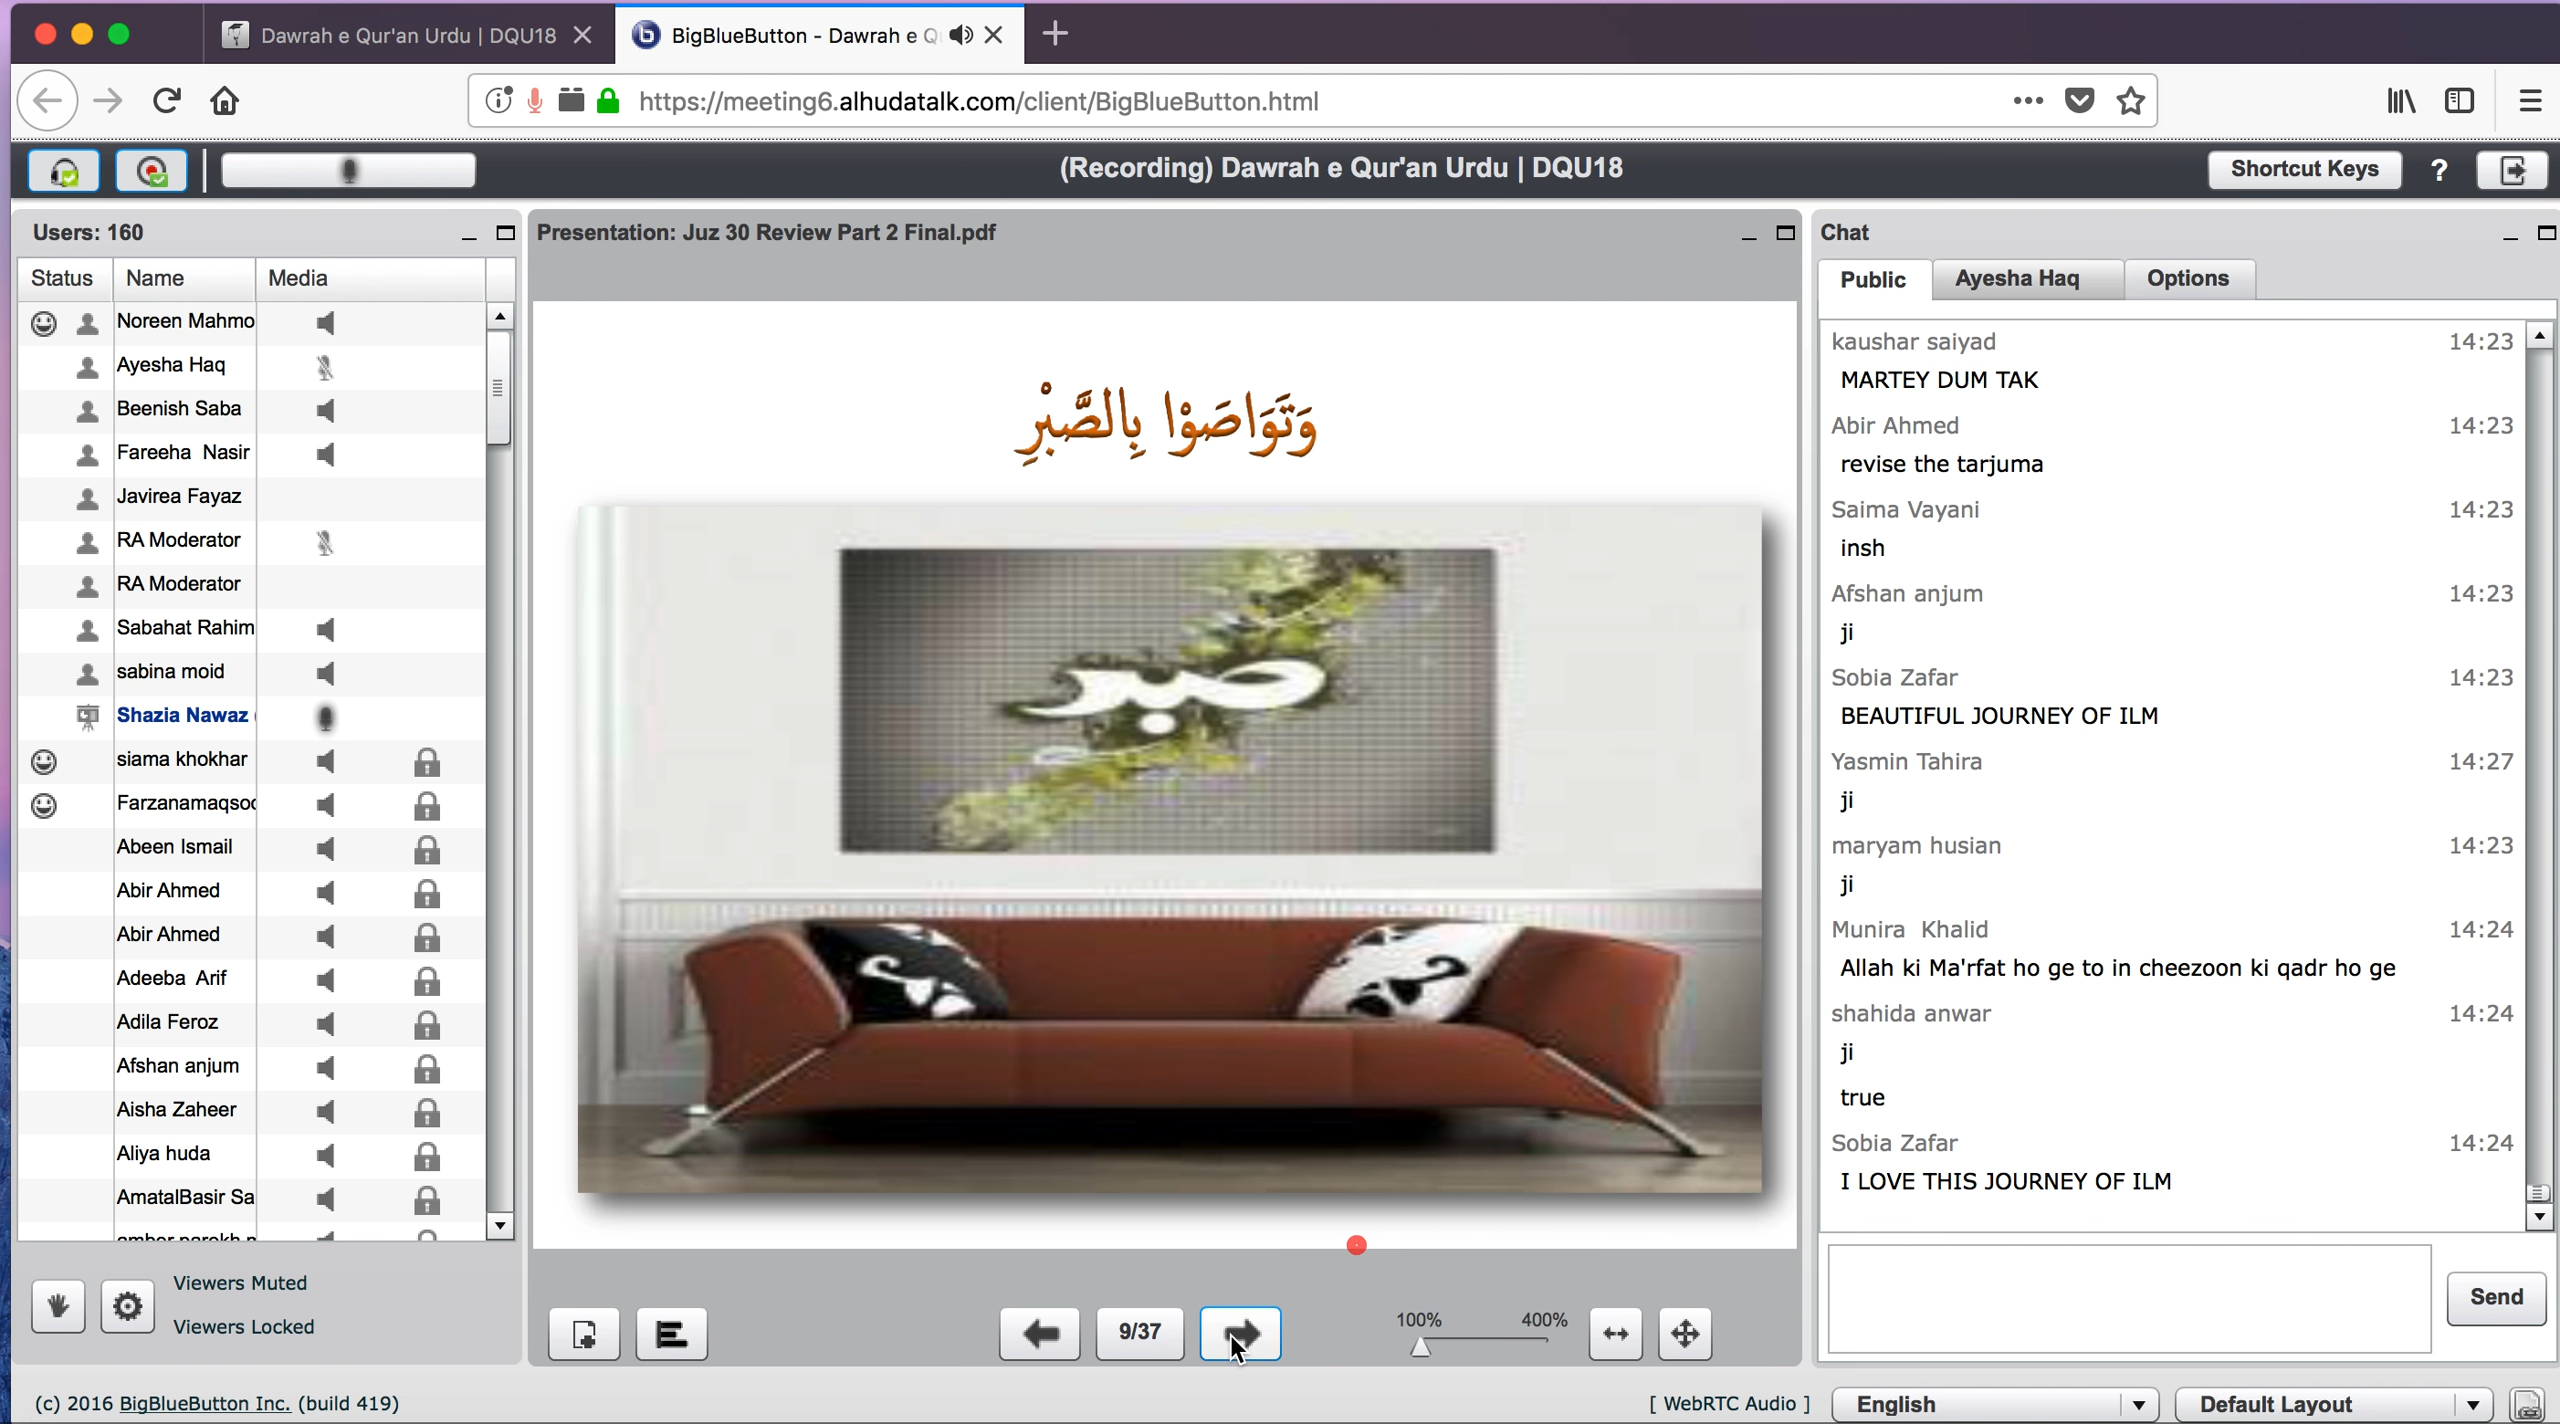 Dawrah e Qur'an Urdu | DQU18
BigBlueButton - Dawrah e Q
https://meeting6.alhudatalk.com/client/BigBlueButton.html
(Recording) Dawrah e Qur'an Urdu | DQU18
Shortcut Keys
?
Users: 160
Status Name Media
Noreen Mahmo
Ayesha Haq
Beenish Saba
Fareeha Nasir
Javirea Fayaz
RA Moderator
RA Moderator
Sabahat Rahim
sabina moid
Shazia Nawaz
siama khokhar
Farzanamaqsoo
Abeen Ismail
Abir Ahmed
Abir Ahmed
Adeeba Arif
Adila Feroz
Afshan anjum
Aisha Zaheer
Aliya huda
AmatalBasir Sa
Viewers Muted
Viewers Locked
Presentation: Juz 30 Review Part 2 Final.pdf
وَتَوَاصَوْا بِالصَّبْرِ
صبر
9/37
100% 400%
Chat
Public Ayesha Haq Options
kaushar saiyad 14:23
MARTEY DUM TAK
Abir Ahmed 14:23
revise the tarjuma
Saima Vayani 14:23
insh
Afshan anjum 14:23
ji
Sobia Zafar 14:23
BEAUTIFUL JOURNEY OF ILM
Yasmin Tahira 14:27
ji
maryam husian 14:23
ji
Munira Khalid 14:24
Allah ki Ma'rfat ho ge to in cheezoon ki qadr ho ge
shahida anwar 14:24
ji
true
Sobia Zafar 14:24
I LOVE THIS JOURNEY OF ILM
Send
(c) 2016 BigBlueButton Inc. (build 419)
[ WebRTC Audio ]
English
Default Layout